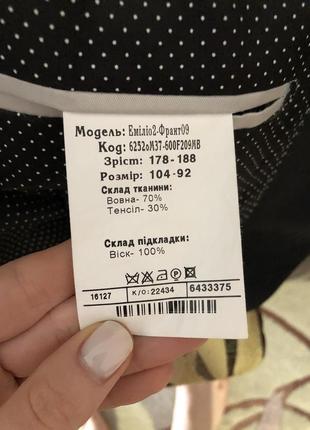 Модель: Еміліо2-Франт09
Код: 6252оМ37-600F209МВ
Зріст: 178-188
Розмір: 104-92
Склад тканини:
Вовна- 70%
Тенсіл- 30%
Склад підкладки:
Віск- 100%
16127 К/О: 22434 6433375